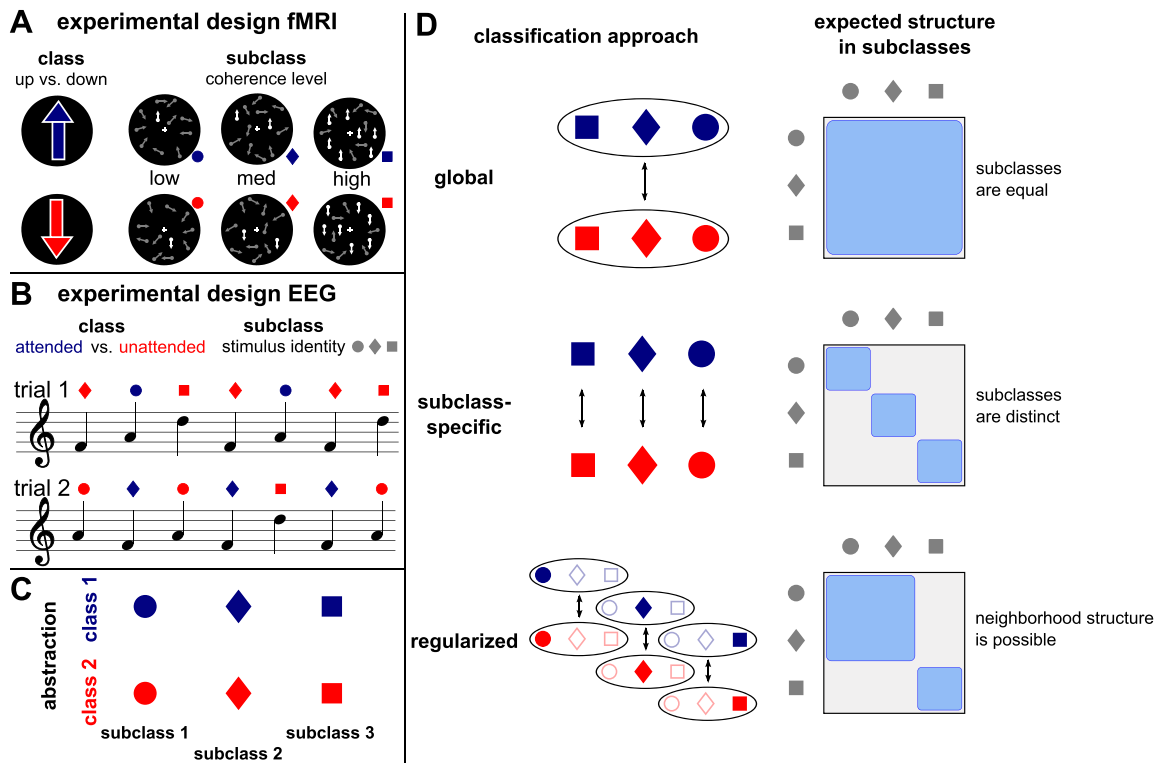 A experimental design fMRI
class
up vs. down
subclass
coherence level
low med high
B experimental design EEG
class
attended vs. unattended
subclass
stimulus identity
trial 1
trial 2
C
abstraction
class 1
class 2
subclass 1
subclass 2
subclass 3
D
classification approach
expected structure
in subclasses
global
subclasses
are equal
subclass-
specific
subclasses
are distinct
regularized
neighborhood structure
is possible